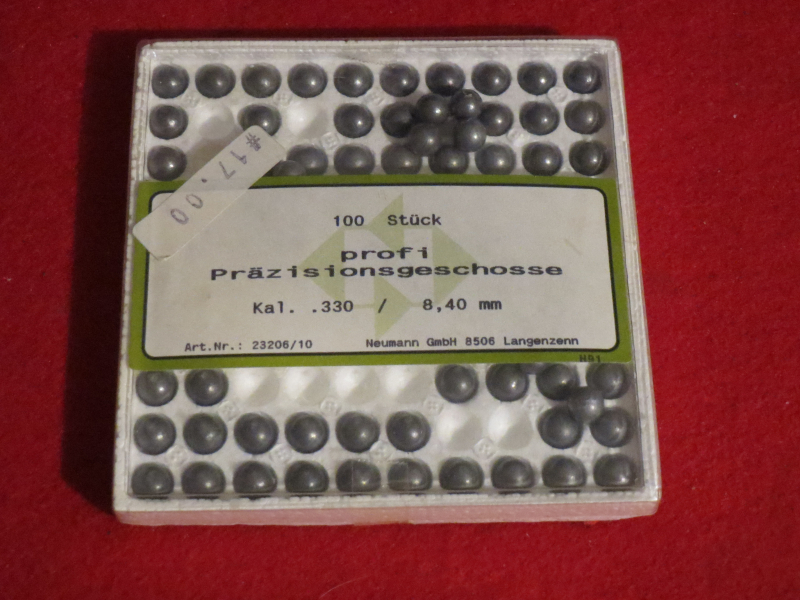 #17.00
100 Stück
profi
Präzisionsgeschosse
Kal. .330 / 8,40 mm
Art.Nr.: 23206/10 Neumann GmbH 8506 Langenzenn